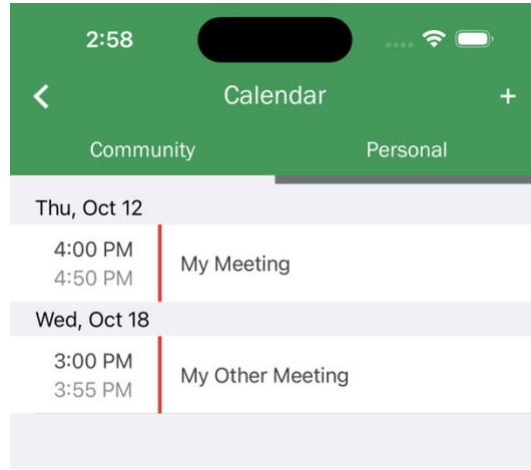 2:58
Calendar
+
Community Personal
Thu, Oct 12
4:00 PM
4:50 PM
My Meeting
Wed, Oct 18
3:00 PM
3:55 PM
My Other Meeting